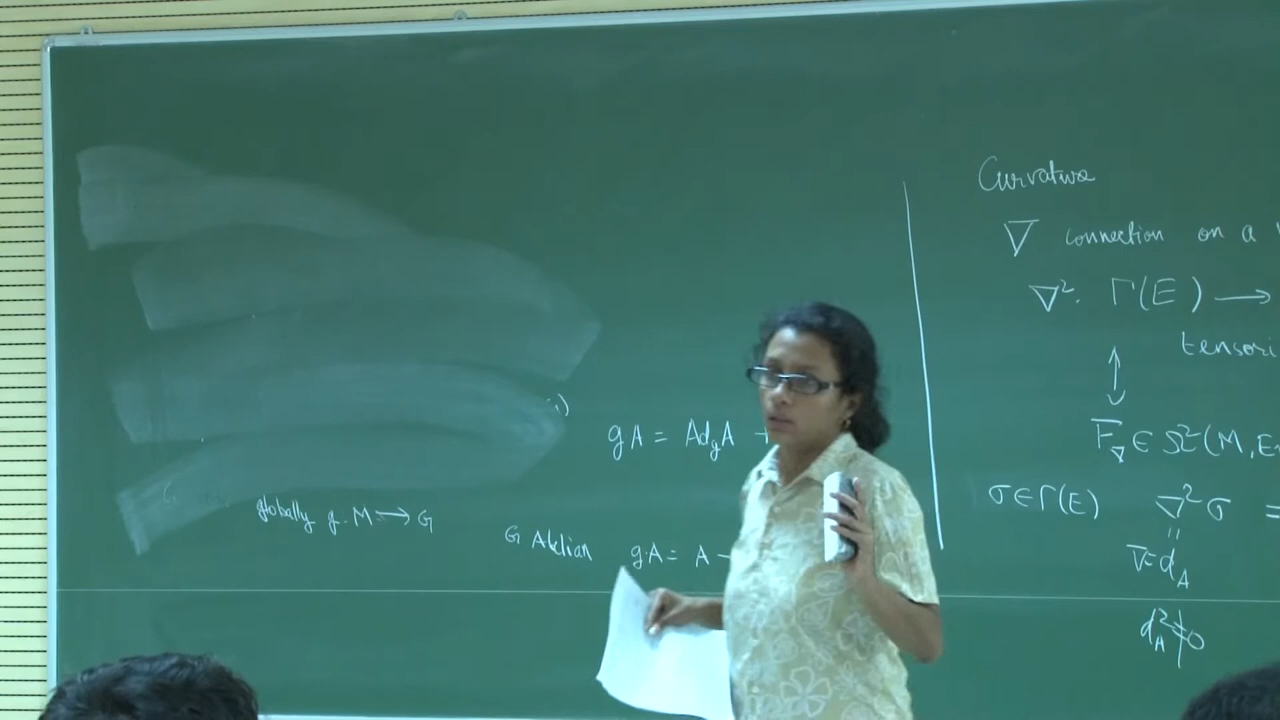 globally g. M → G
gA = Ad_g A +
G Abelian g.A = A -
Curvature
∇ connection on a
∇². Γ(E) →
tensori
↕
F_∇ ∈ Ω²(M, E
σ ∈ Γ(E) ∇²σ =
"
∇ = d_A
d_A² ≠ 0